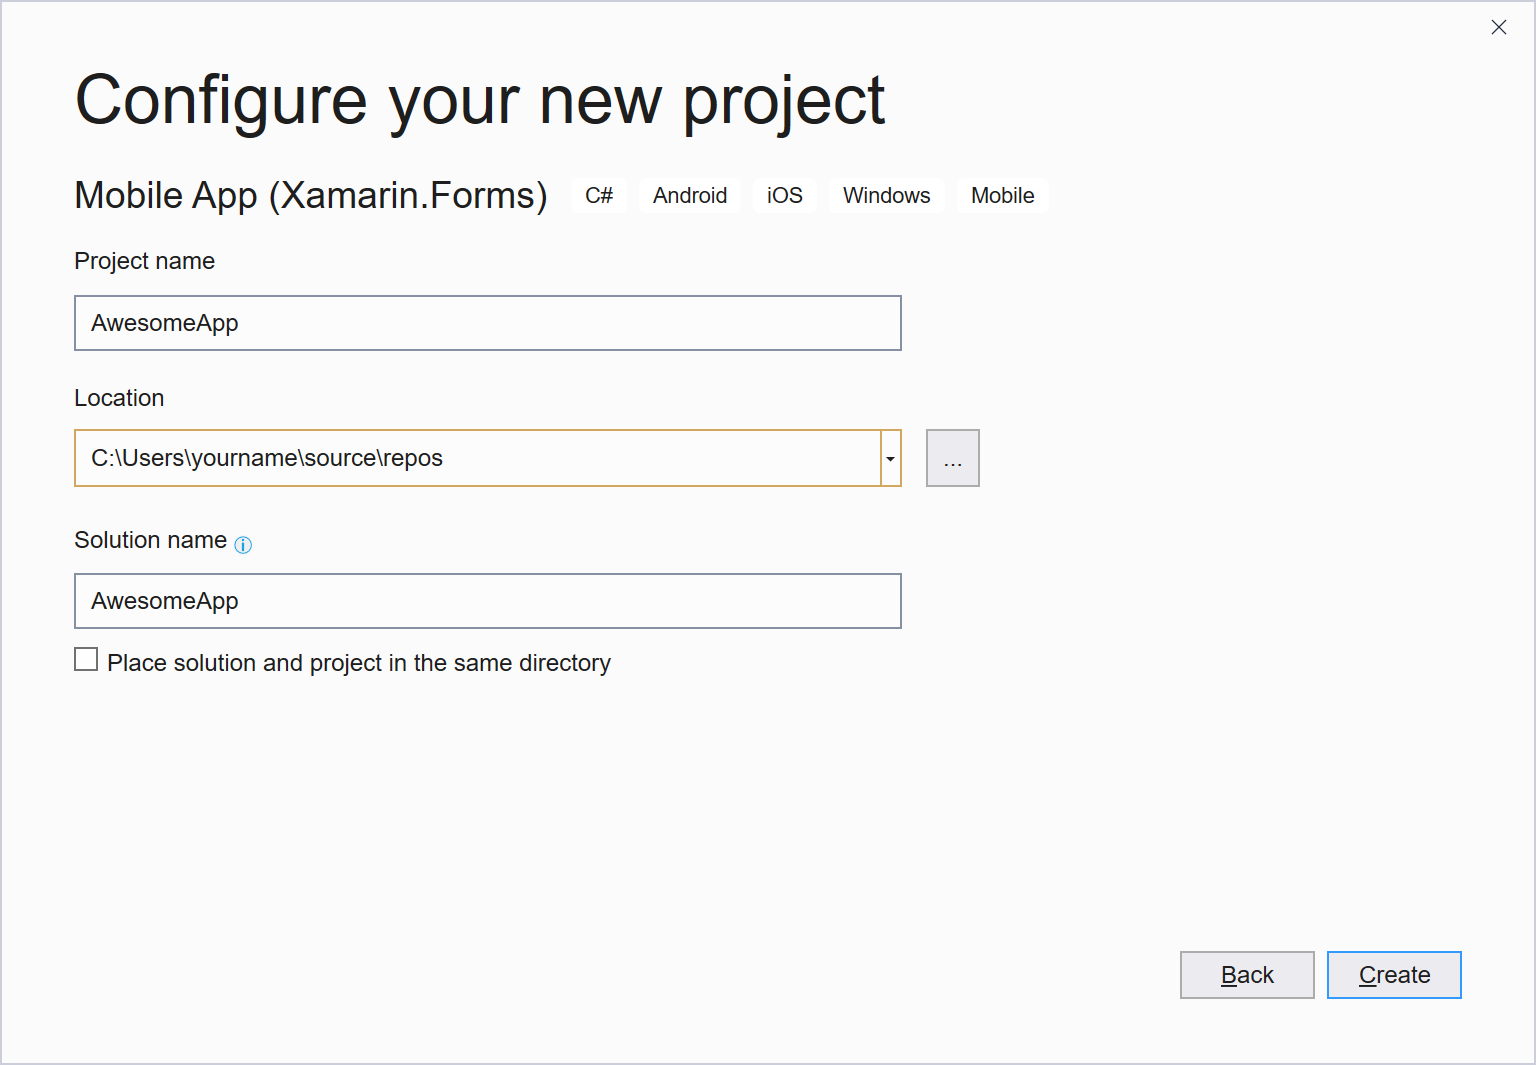 Configure your new project
Mobile App (Xamarin.Forms) C# Android iOS Windows Mobile
Project name
AwesomeApp
Location
C:\Users\yourname\source\repos
...
Solution name
AwesomeApp
Place solution and project in the same directory
Back Create